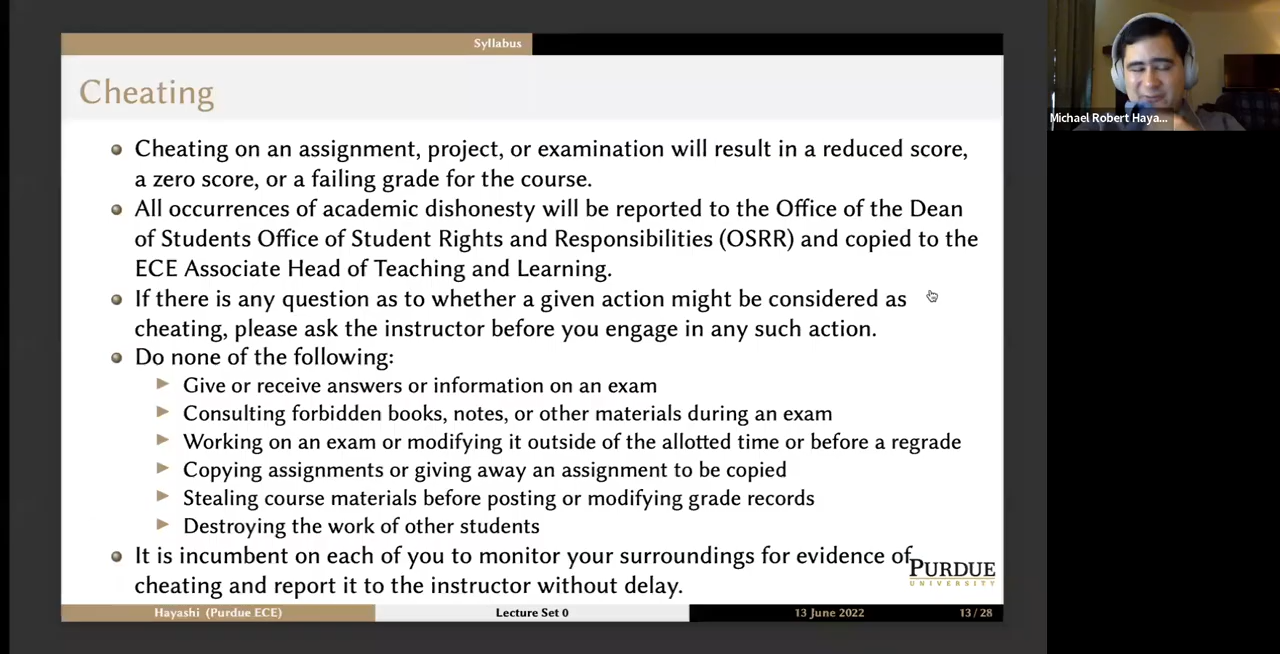 Syllabus
Cheating
Cheating on an assignment, project, or examination will result in a reduced score,
a zero score, or a failing grade for the course.
All occurrences of academic dishonesty will be reported to the Office of the Dean
of Students Office of Student Rights and Responsibilities (OSRR) and copied to the
ECE Associate Head of Teaching and Learning.
If there is any question as to whether a given action might be considered as
cheating, please ask the instructor before you engage in any such action.
Do none of the following:
Give or receive answers or information on an exam
Consulting forbidden books, notes, or other materials during an exam
Working on an exam or modifying it outside of the allotted time or before a regrade
Copying assignments or giving away an assignment to be copied
Stealing course materials before posting or modifying grade records
Destroying the work of other students
It is incumbent on each of you to monitor your surroundings for evidence of
cheating and report it to the instructor without delay.
PURDUE
UNIVERSITY
Hayashi (Purdue ECE)
Lecture Set 0
13 June 2022
13 / 28
Michael Robert Haya...